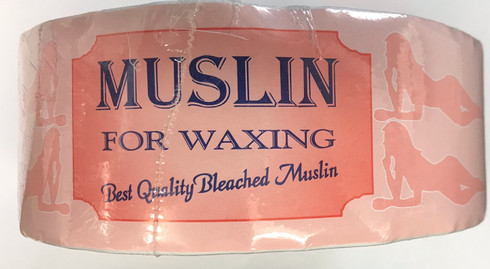 MUSLIN
FOR WAXING
Best Quality Bleached Muslin